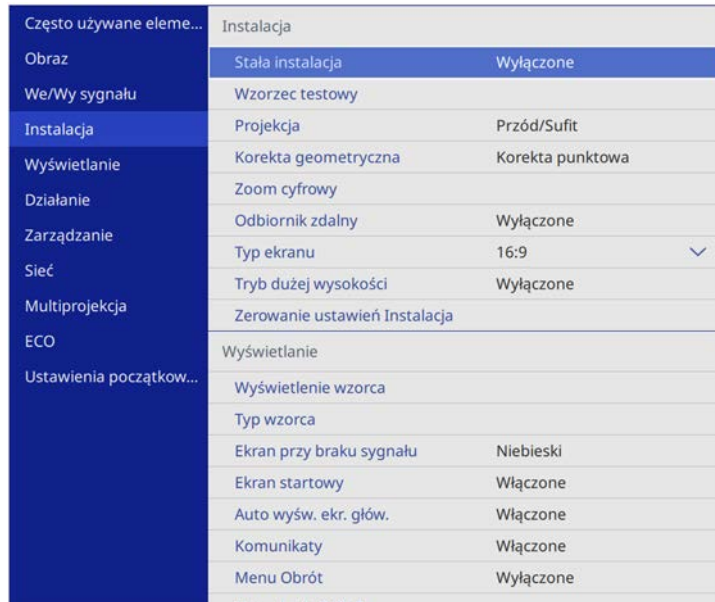 Często używane eleme...
Obraz
We/Wy sygnału
Instalacja
Wyświetlanie
Działanie
Zarządzanie
Sieć
Multiprojekcja
ECO
Ustawienia początkow...
Instalacja
Stała instalacja Wyłączone
Wzorzec testowy
Projekcja Przód/Sufit
Korekta geometryczna Korekta punktowa
Zoom cyfrowy
Odbiornik zdalny Wyłączone
Typ ekranu 16:9
Tryb dużej wysokości Wyłączone
Zerowanie ustawień Instalacja
Wyświetlanie
Wyświetlenie wzorca
Typ wzorca
Ekran przy braku sygnału Niebieski
Ekran startowy Włączone
Auto wyśw. ekr. głów. Włączone
Komunikaty Włączone
Menu Obrót Wyłączone